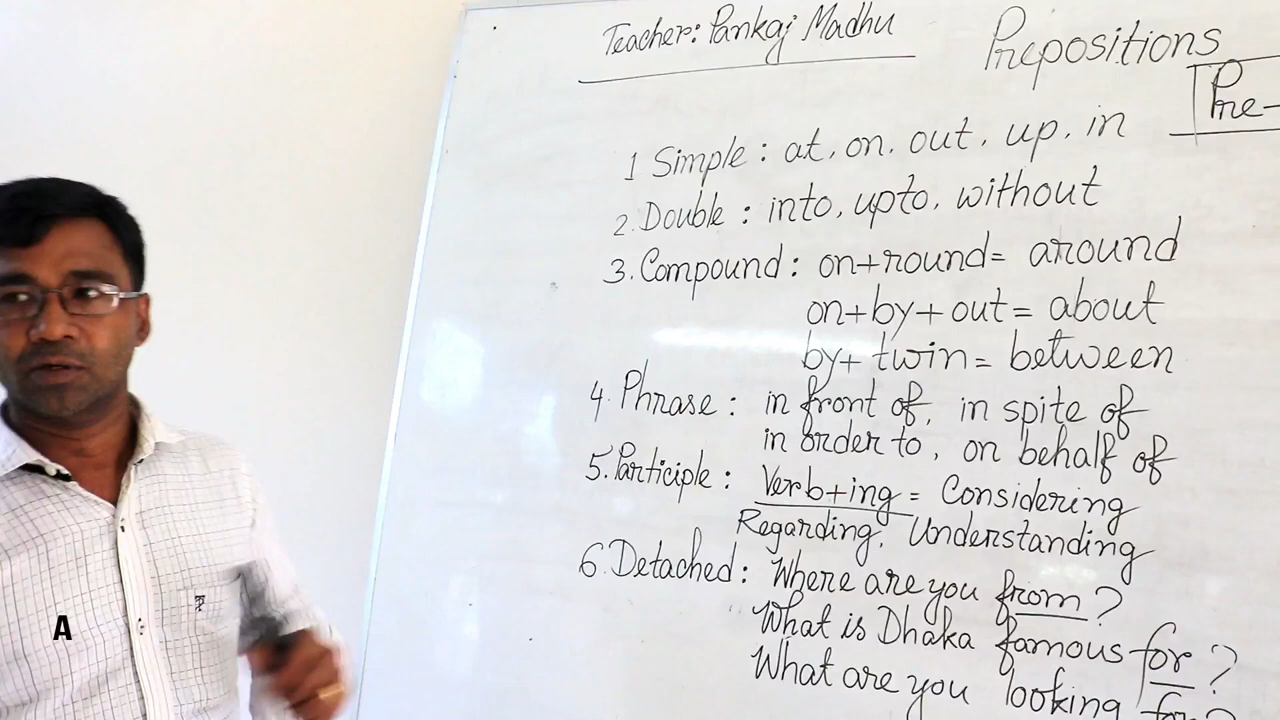 Teacher: Pankaj Madhu
Prepositions
Pre-
1 Simple : at, on, out, up, in
2. Double : into, upto, without
3. Compound : on+round= around
on+by+out= about
by+twin= between
4. Phrase : in front of, in spite of
in order to, on behalf of
5. Participle : Verb+ing = Considering
Regarding, Understanding
6. Detached : Where are you from?
What is Dhaka famous for?
What are you looking for?
A